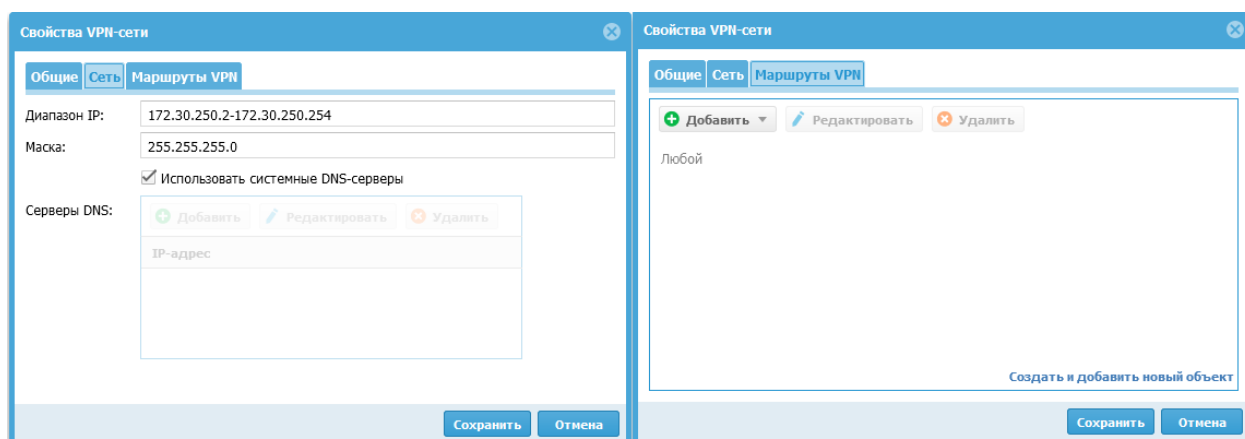 Свойства VPN-сети
Общие Сеть Маршруты VPN
Диапазон IP: 172.30.250.2-172.30.250.254
Маска: 255.255.255.0
Использовать системные DNS-серверы
Серверы DNS: Добавить Редактировать Удалить
IP-адрес
Сохранить Отмена
Свойства VPN-сети
Общие Сеть Маршруты VPN
Добавить Редактировать Удалить
Любой
Создать и добавить новый объект
Сохранить Отмена